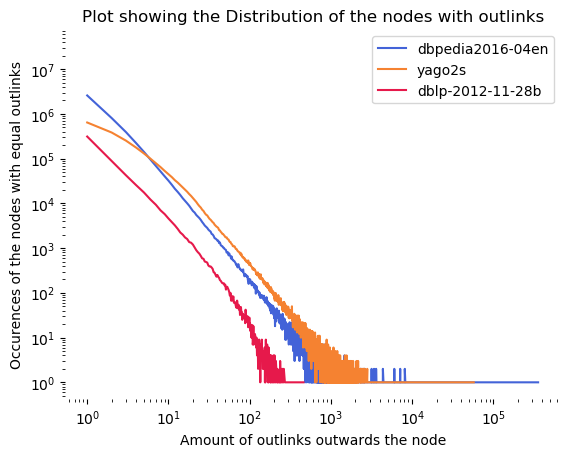 Plot showing the Distribution of the nodes with outlinks
dbpedia2016-04en
yago2s
dblp-2012-11-28b
Occurences of the nodes with equal outlinks
10⁷
10⁶
10⁵
10⁴
10³
10²
10¹
10⁰
10⁰ 10¹ 10² 10³ 10⁴ 10⁵
Amount of outlinks outwards the node